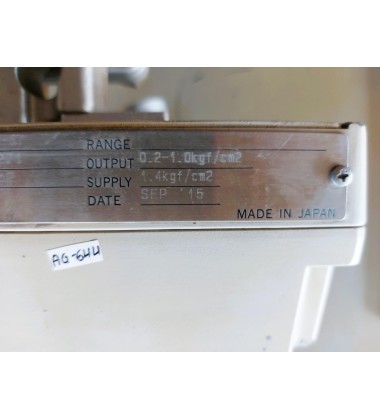 RANGE
OUTPUT 0.2-1.0kgf/cm2
SUPPLY 1.4kgf/cm2
DATE SEP '15
MADE IN JAPAN
AG-644